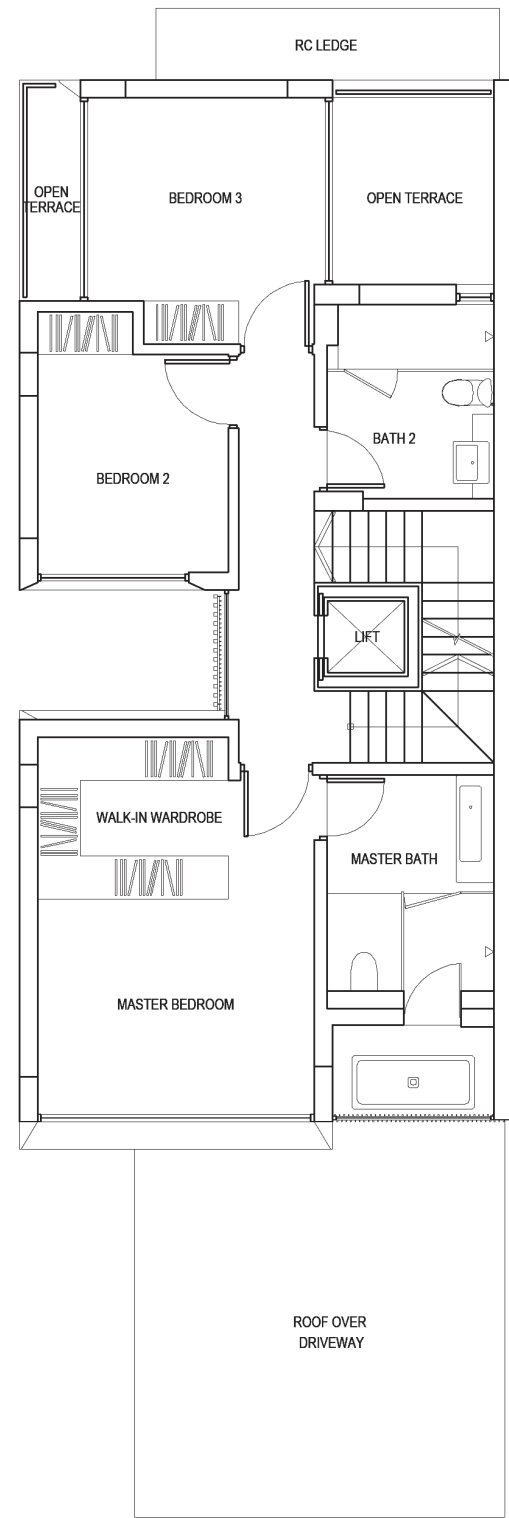 RC LEDGE
OPEN
TERRACE
BEDROOM 3
OPEN TERRACE
BATH 2
BEDROOM 2
LIFT
WALK-IN WARDROBE
MASTER BATH
MASTER BEDROOM
ROOF OVER
DRIVEWAY